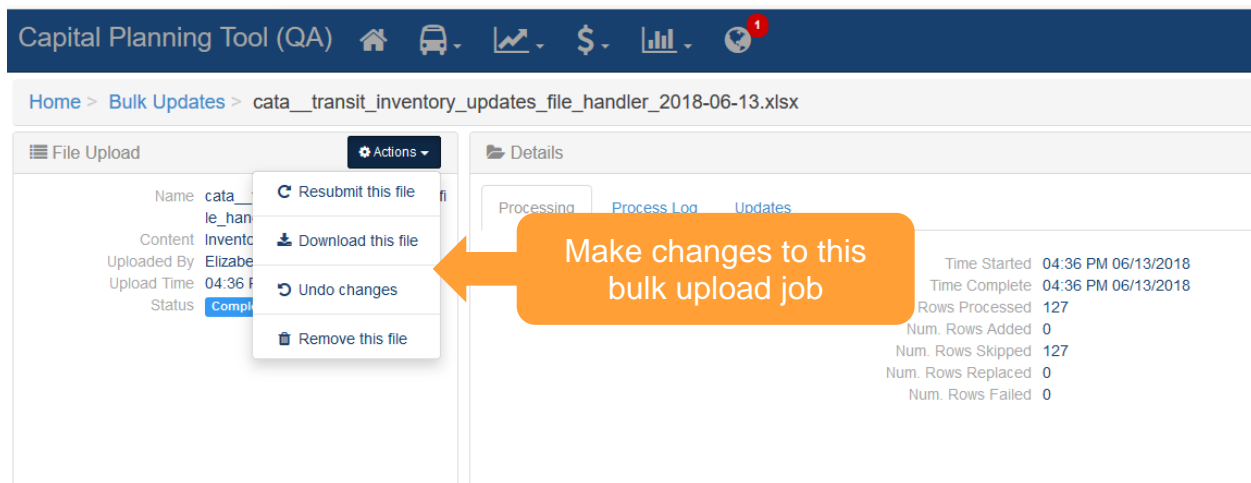 Capital Planning Tool (QA)
1
Home > Bulk Updates > cata__transit_inventory_updates_file_handler_2018-06-13.xlsx
File Upload
Actions
Name cata__ fi
le_han
Content Invento
Uploaded By Elizabe
Upload Time 04:36 P
Status Comple
Resubmit this file
Download this file
Undo changes
Remove this file
Details
Processing Process Log Updates
Make changes to this
bulk upload job
Time Started 04:36 PM 06/13/2018
Time Complete 04:36 PM 06/13/2018
Rows Processed 127
Num. Rows Added 0
Num. Rows Skipped 127
Num. Rows Replaced 0
Num. Rows Failed 0